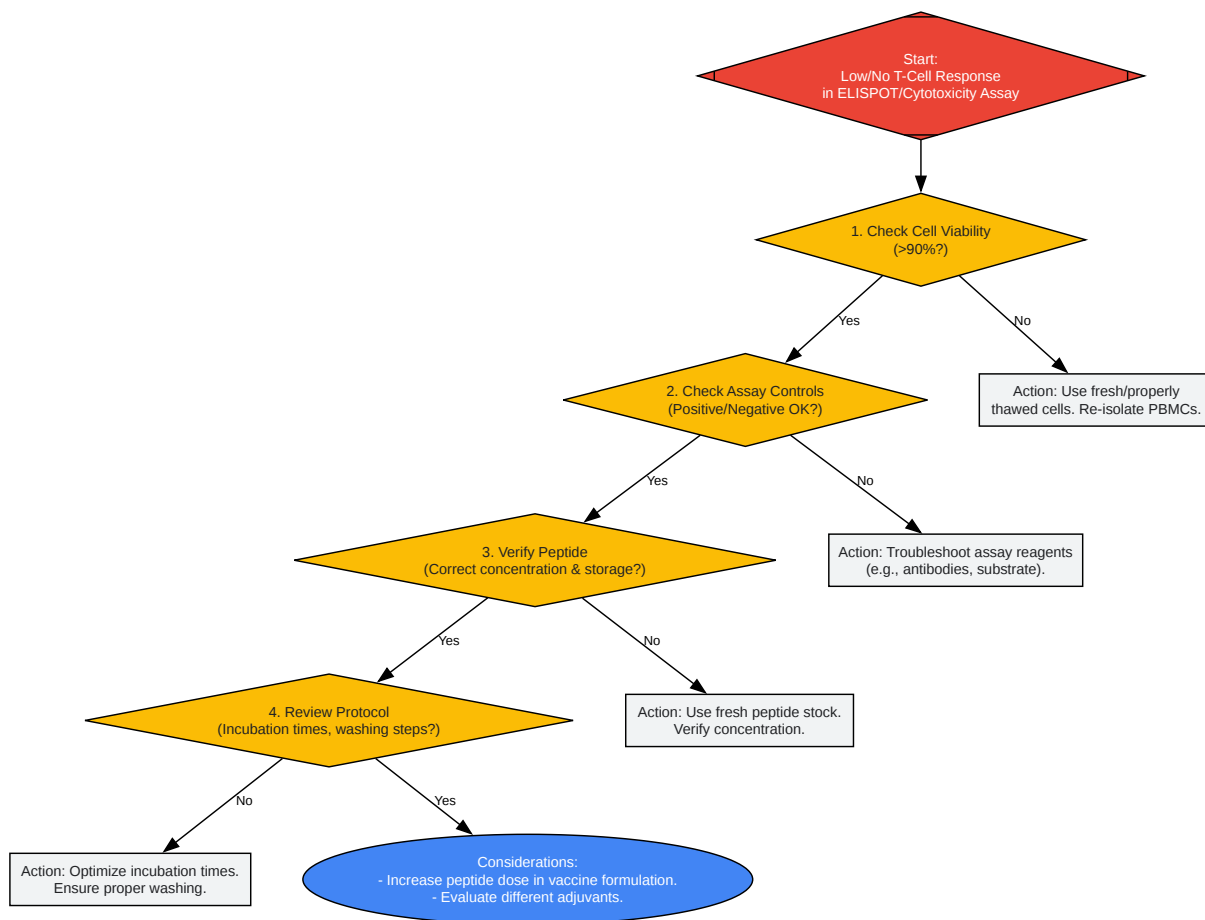 Start:
Low/No T-Cell Response
in ELISPOT/Cytotoxicity Assay
1. Check Cell Viability
(>90%?)
Yes
No
2. Check Assay Controls
(Positive/Negative OK?)
Action: Use fresh/properly
thawed cells. Re-isolate PBMCs.
Yes
No
3. Verify Peptide
(Correct concentration & storage?)
Action: Troubleshoot assay reagents
(e.g., antibodies, substrate).
Yes
No
4. Review Protocol
(Incubation times, washing steps?)
Action: Use fresh peptide stock.
Verify concentration.
No
Yes
Action: Optimize incubation times.
Ensure proper washing.
Considerations:
- Increase peptide dose in vaccine formulation.
- Evaluate different adjuvants.